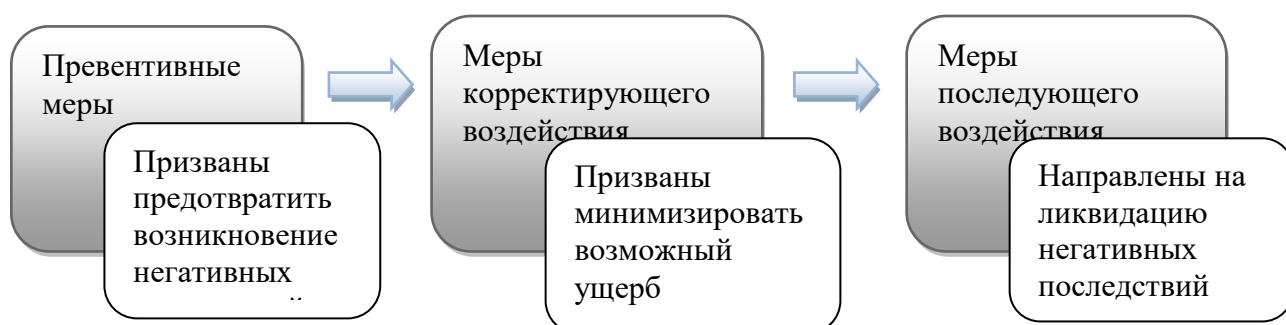 Превентивные
меры
Призваны
предотвратить
возникновение
негативных
Меры
корректирующего
воздействия
Призваны
минимизировать
возможный
ущерб
Меры
последующего
воздействия
Направлены на
ликвидацию
негативных
последствий